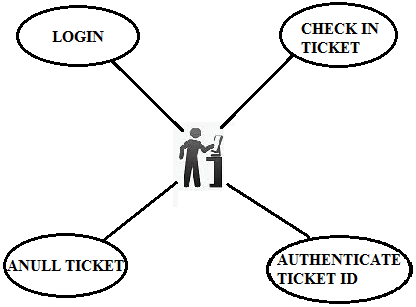 LOGIN
CHECK IN
TICKET
ANULL TICKET
AUTHENTICATE
TICKET ID